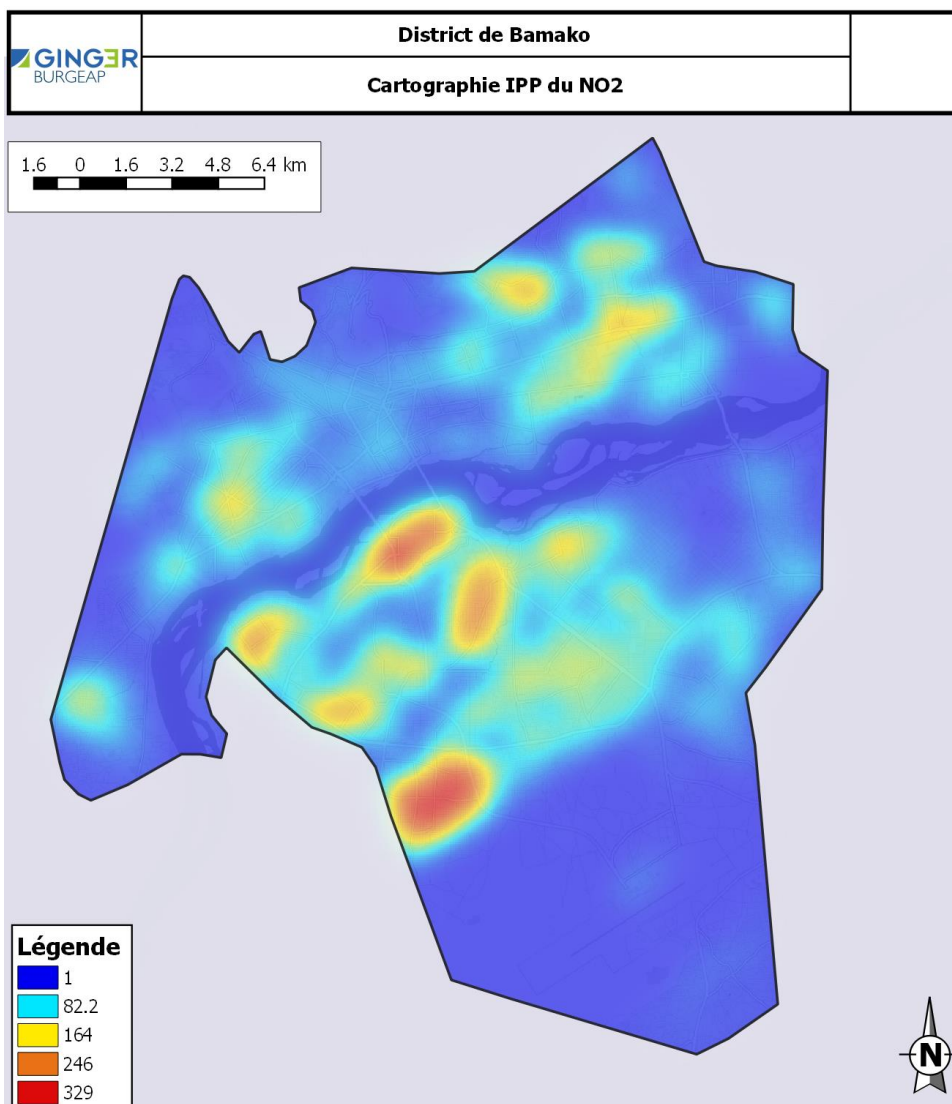 GINGER
BURGEAP
District de Bamako
Cartographie IPP du NO2
1.6 0 1.6 3.2 4.8 6.4 km
Légende
1
82.2
164
246
329
N